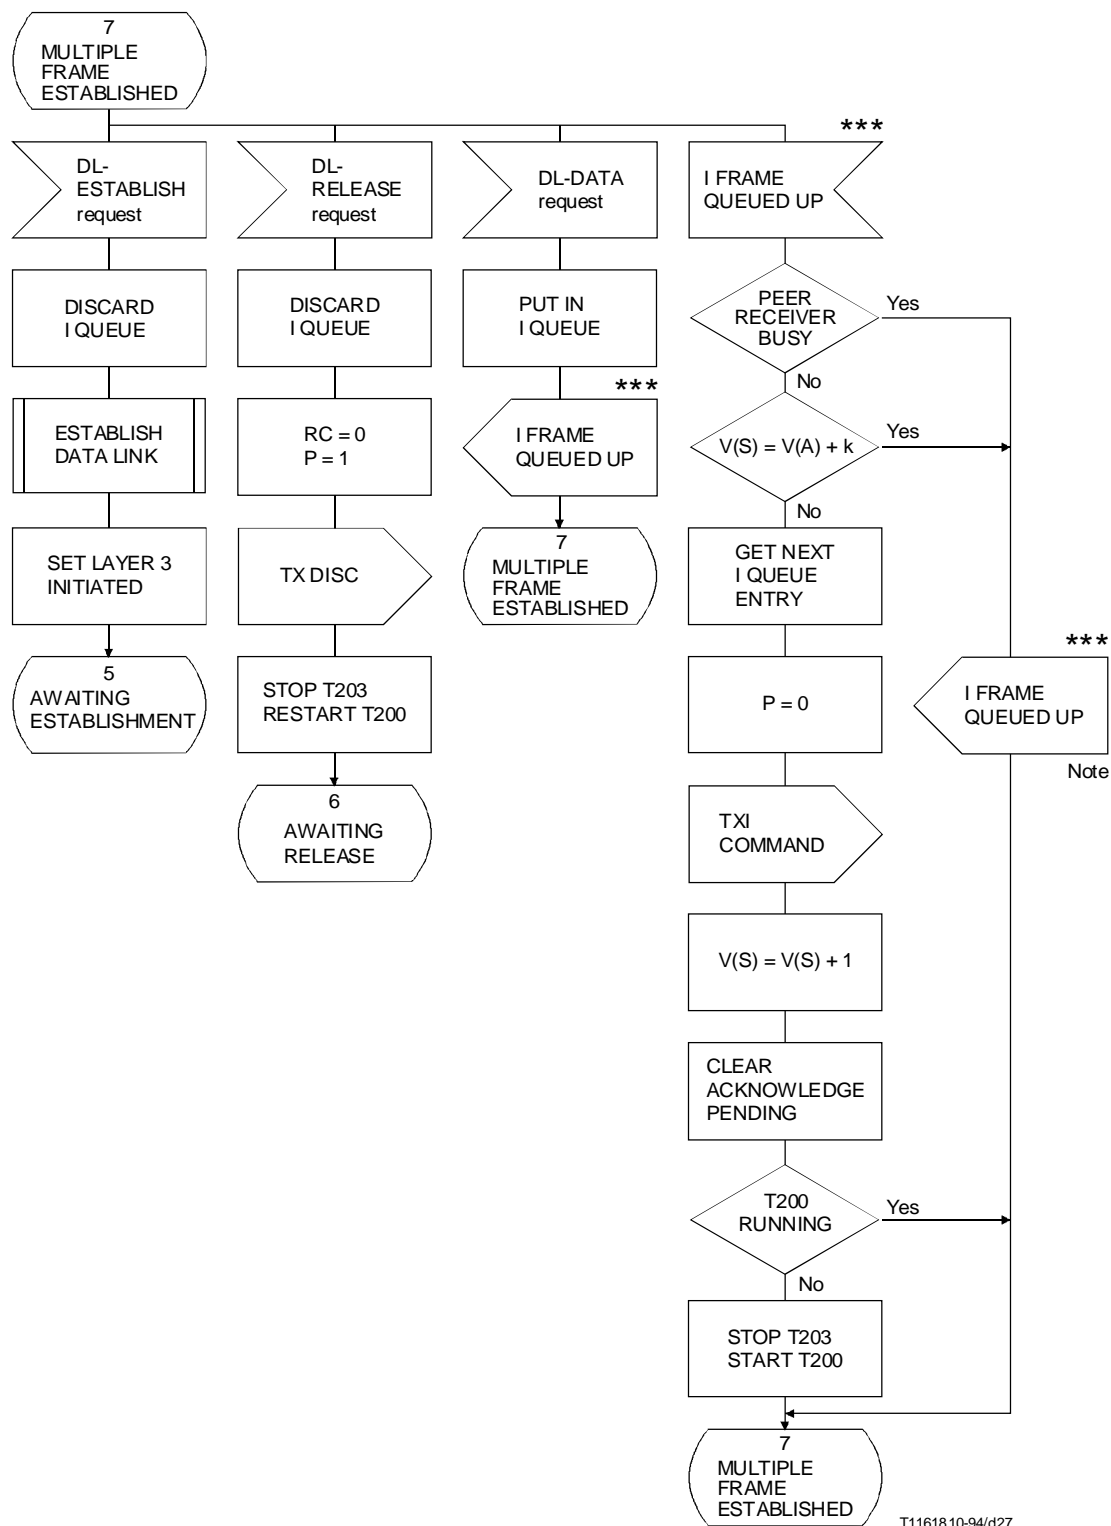 7
MULTIPLE
FRAME
ESTABLISHED
***
DL-
ESTABLISH
request
DL-
RELEASE
request
DL-DATA
request
I FRAME
QUEUED UP
DISCARD
I QUEUE
DISCARD
I QUEUE
PUT IN
I QUEUE
PEER
RECEIVER
BUSY
Yes
No
***
ESTABLISH
DATA LINK
RC = 0
P = 1
I FRAME
QUEUED UP
V(S) = V(A) + k
Yes
No
SET LAYER 3
INITIATED
TX DISC
7
MULTIPLE
FRAME
ESTABLISHED
GET NEXT
I QUEUE
ENTRY
5
AWAITING
ESTABLISHMENT
STOP T203
RESTART T200
P = 0
***
I FRAME
QUEUED UP
Note
6
AWAITING
RELEASE
TXI
COMMAND
V(S) = V(S) + 1
CLEAR
ACKNOWLEDGE
PENDING
T200
RUNNING
Yes
No
STOP T203
START T200
7
MULTIPLE
FRAME
ESTABLISHED
T1161810-94/d27